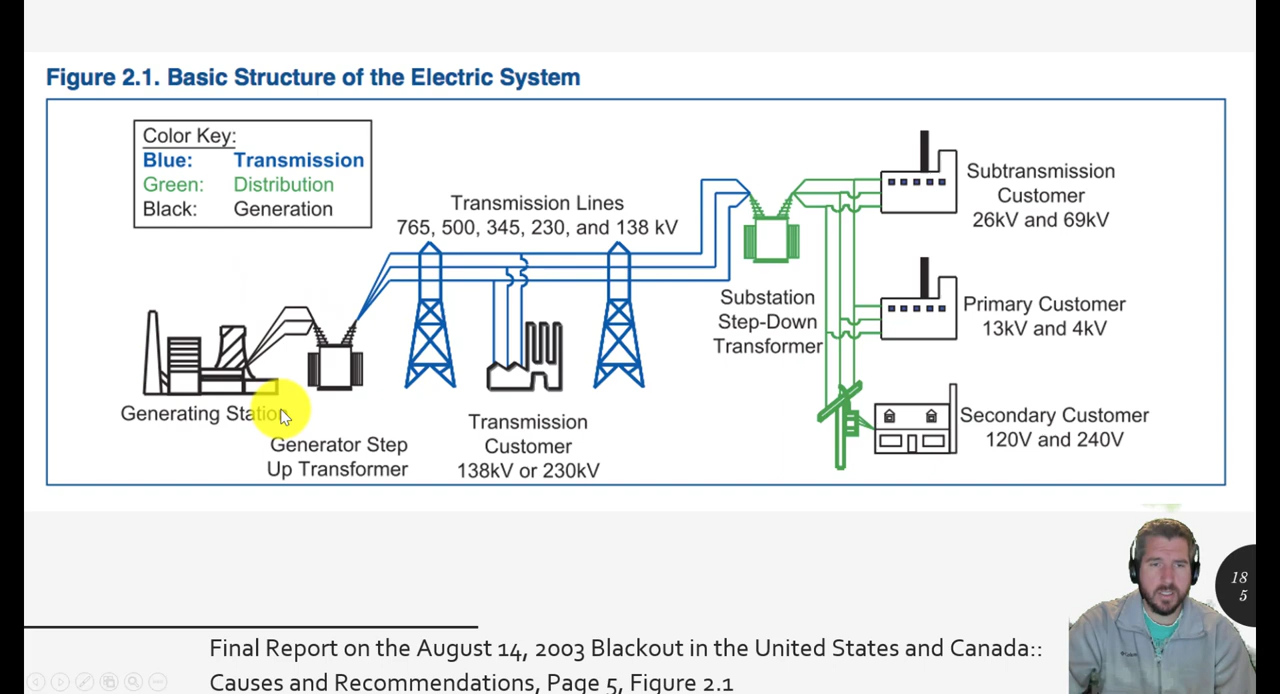 Figure 2.1. Basic Structure of the Electric System
Color Key:
Blue: Transmission
Green: Distribution
Black: Generation
Transmission Lines
765, 500, 345, 230, and 138 kV
Subtransmission
Customer
26kV and 69kV
Substation
Step-Down
Transformer
Primary Customer
13kV and 4kV
Generating Station
Generator Step
Up Transformer
Transmission
Customer
138kV or 230kV
Secondary Customer
120V and 240V
18
5
Final Report on the August 14, 2003 Blackout in the United States and Canada::
Causes and Recommendations, Page 5, Figure 2.1